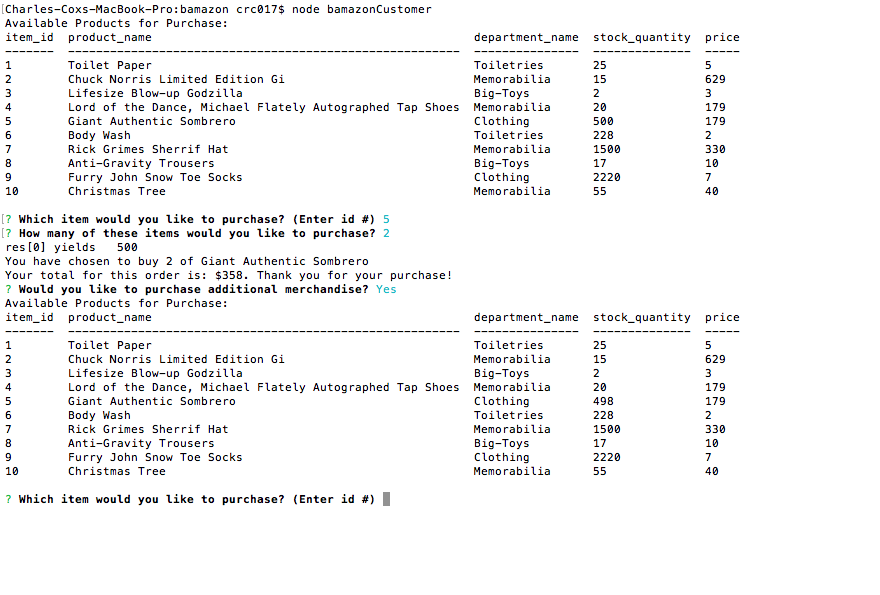 [Charles-Coxs-MacBook-Pro:bamazon crc017$ node bamazonCustomer
Available Products for Purchase:
item_id  product_name                                              department_name  stock_quantity  price
-------  --------------------------------------------------------  ---------------  --------------  -----
1        Toilet Paper                                              Toiletries       25              5
2        Chuck Norris Limited Edition Gi                           Memorabilia      15              629
3        Lifesize Blow-up Godzilla                                 Big-Toys         2               3
4        Lord of the Dance, Michael Flately Autographed Tap Shoes  Memorabilia      20              179
5        Giant Authentic Sombrero                                  Clothing         500             179
6        Body Wash                                                 Toiletries       228             2
7        Rick Grimes Sherrif Hat                                   Memorabilia      1500            330
8        Anti-Gravity Trousers                                     Big-Toys         17              10
9        Furry John Snow Toe Socks                                 Clothing         2220            7
10       Christmas Tree                                            Memorabilia      55              40
[? Which item would you like to purchase? (Enter id #) 5
[? How many of these items would you like to purchase? 2
res[0] yields   500
You have chosen to buy 2 of Giant Authentic Sombrero
Your total for this order is: $358. Thank you for your purchase!
? Would you like to purchase additional merchandise? Yes
Available Products for Purchase:
item_id  product_name                                              department_name  stock_quantity  price
-------  --------------------------------------------------------  ---------------  --------------  -----
1        Toilet Paper                                              Toiletries       25              5
2        Chuck Norris Limited Edition Gi                           Memorabilia      15              629
3        Lifesize Blow-up Godzilla                                 Big-Toys         2               3
4        Lord of the Dance, Michael Flately Autographed Tap Shoes  Memorabilia      20              179
5        Giant Authentic Sombrero                                  Clothing         498             179
6        Body Wash                                                 Toiletries       228             2
7        Rick Grimes Sherrif Hat                                   Memorabilia      1500            330
8        Anti-Gravity Trousers                                     Big-Toys         17              10
9        Furry John Snow Toe Socks                                 Clothing         2220            7
10       Christmas Tree                                            Memorabilia      55              40
? Which item would you like to purchase? (Enter id #)